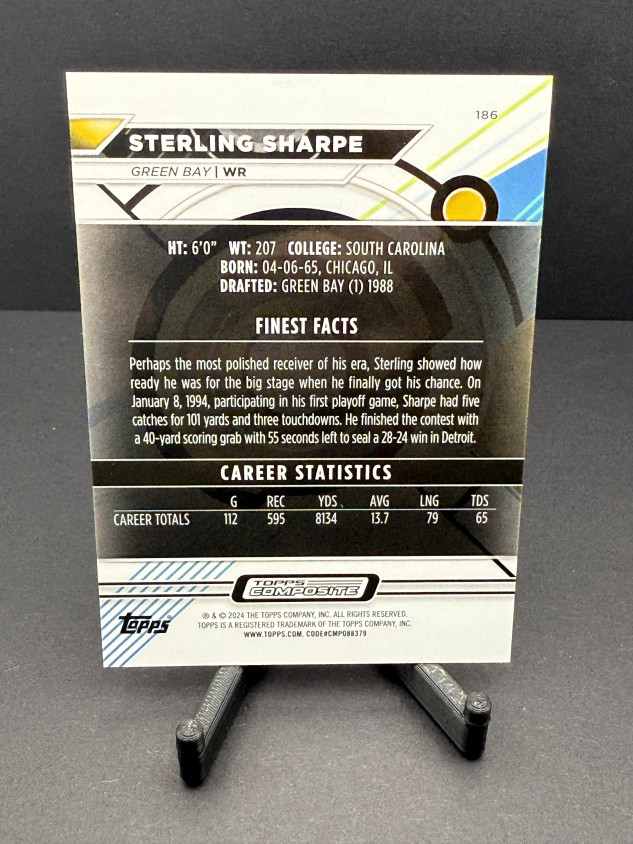 186
STERLING SHARPE
GREEN BAY | WR
HT: 6'0" WT: 207 COLLEGE: SOUTH CAROLINA
BORN: 04-06-65, CHICAGO, IL
DRAFTED: GREEN BAY (1) 1988
FINEST FACTS
Perhaps the most polished receiver of his era, Sterling showed how
ready he was for the big stage when he finally got his chance. On
January 8, 1994, participating in his first playoff game, Sharpe had five
catches for 101 yards and three touchdowns. He finished the contest with
a 40-yard scoring grab with 55 seconds left to seal a 28-24 win in Detroit.
CAREER STATISTICS
G REC YDS AVG LNG TDS
CAREER TOTALS 112 595 8134 13.7 79 65
TOPPS
COMPOSITE
® & © 2024 THE TOPPS COMPANY, INC. ALL RIGHTS RESERVED.
TOPPS IS A REGISTERED TRADEMARK OF THE TOPPS COMPANY, INC.
WWW.TOPPS.COM. CODE#CMP088379
TOPPS